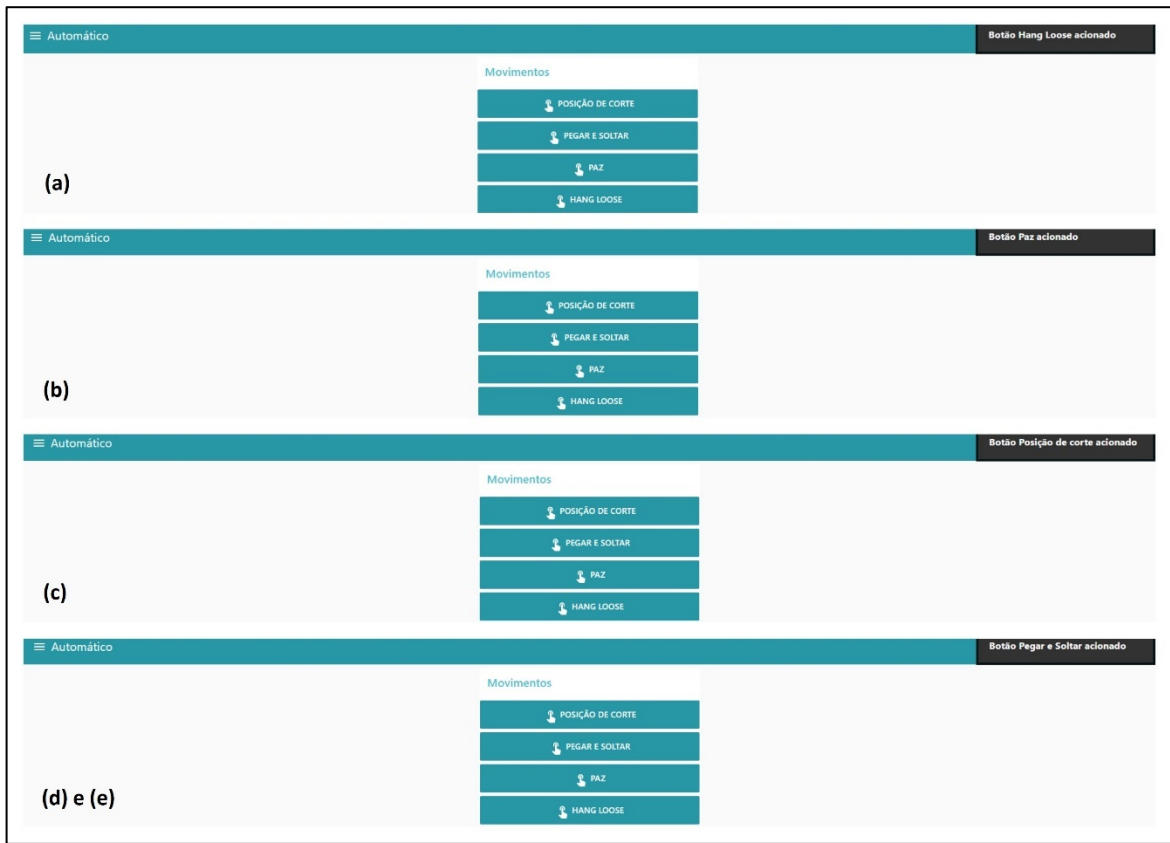 Automático
Botão Hang Loose acionado
Movimentos
POSIÇÃO DE CORTE
PEGAR E SOLTAR
PAZ
HANG LOOSE
(a)
Automático
Botão Paz acionado
Movimentos
POSIÇÃO DE CORTE
PEGAR E SOLTAR
PAZ
HANG LOOSE
(b)
Automático
Botão Posição de corte acionado
Movimentos
POSIÇÃO DE CORTE
PEGAR E SOLTAR
PAZ
HANG LOOSE
(c)
Automático
Botão Pegar e Soltar acionado
Movimentos
POSIÇÃO DE CORTE
PEGAR E SOLTAR
PAZ
HANG LOOSE
(d) e (e)